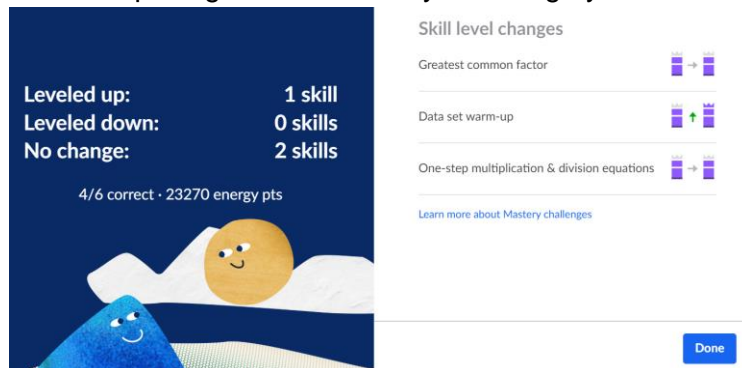 Leveled up: 1 skill
Leveled down: 0 skills
No change: 2 skills
4/6 correct · 23270 energy pts
Skill level changes
Greatest common factor
Data set warm-up
One-step multiplication & division equations
Learn more about Mastery challenges
Done